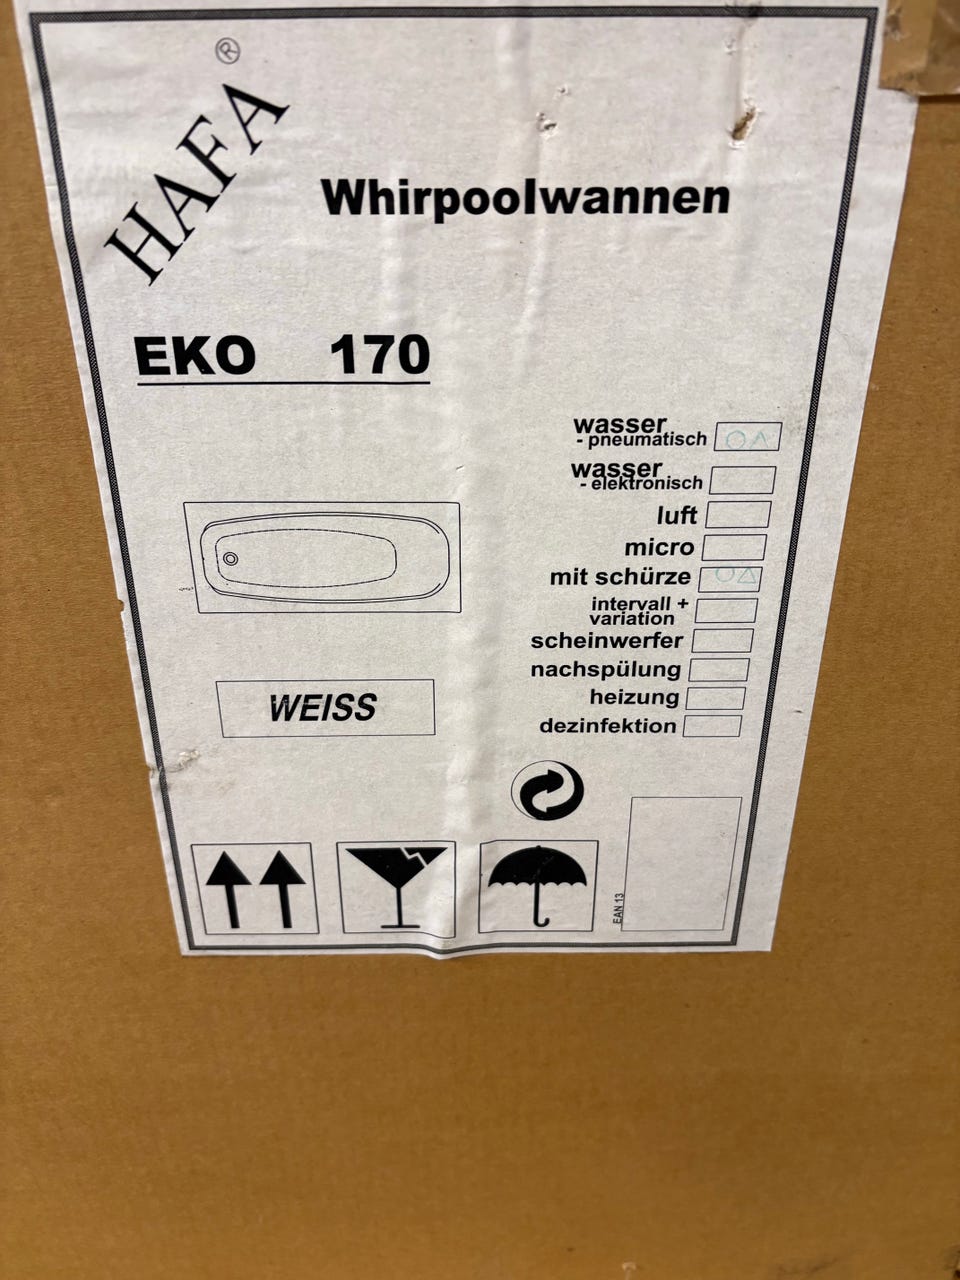 HAFA®
Whirpoolwannen
EKO 170
wasser
- pneumatisch
wasser
- elektronisch
luft
micro
mit schürze
intervall +
variation
scheinwerfer
nachspülung
heizung
dezinfektion
WEISS
EAN 13